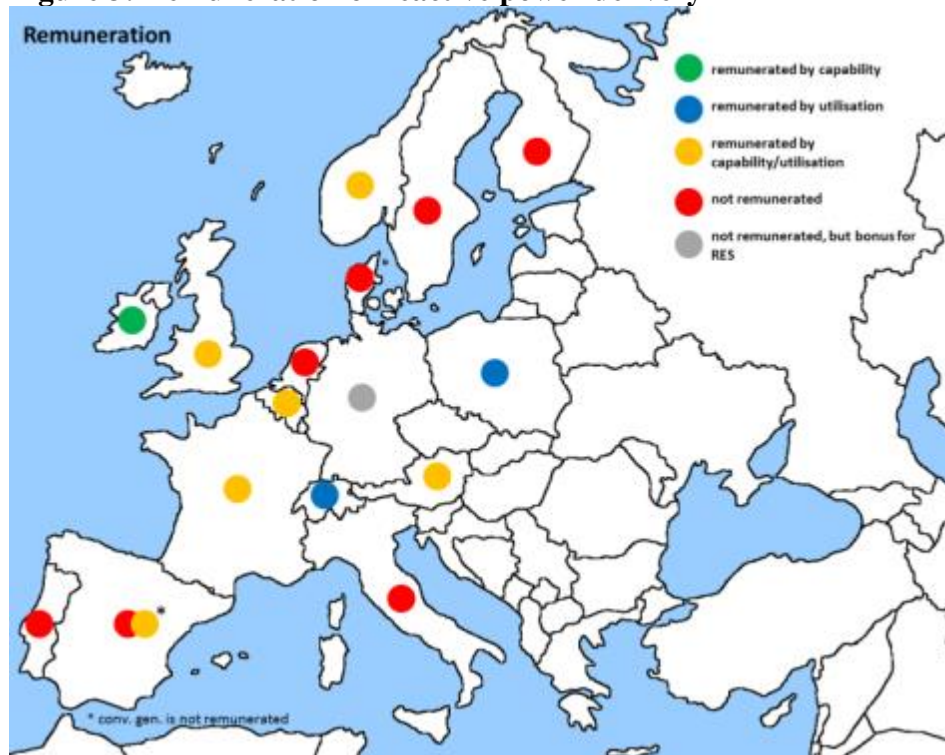 Remuneration
remunerated by capability
remunerated by utilisation
remunerated by
capability/utilisation
not remunerated
not remunerated, but bonus for
RES
*
* conv. gen. is not remunerated